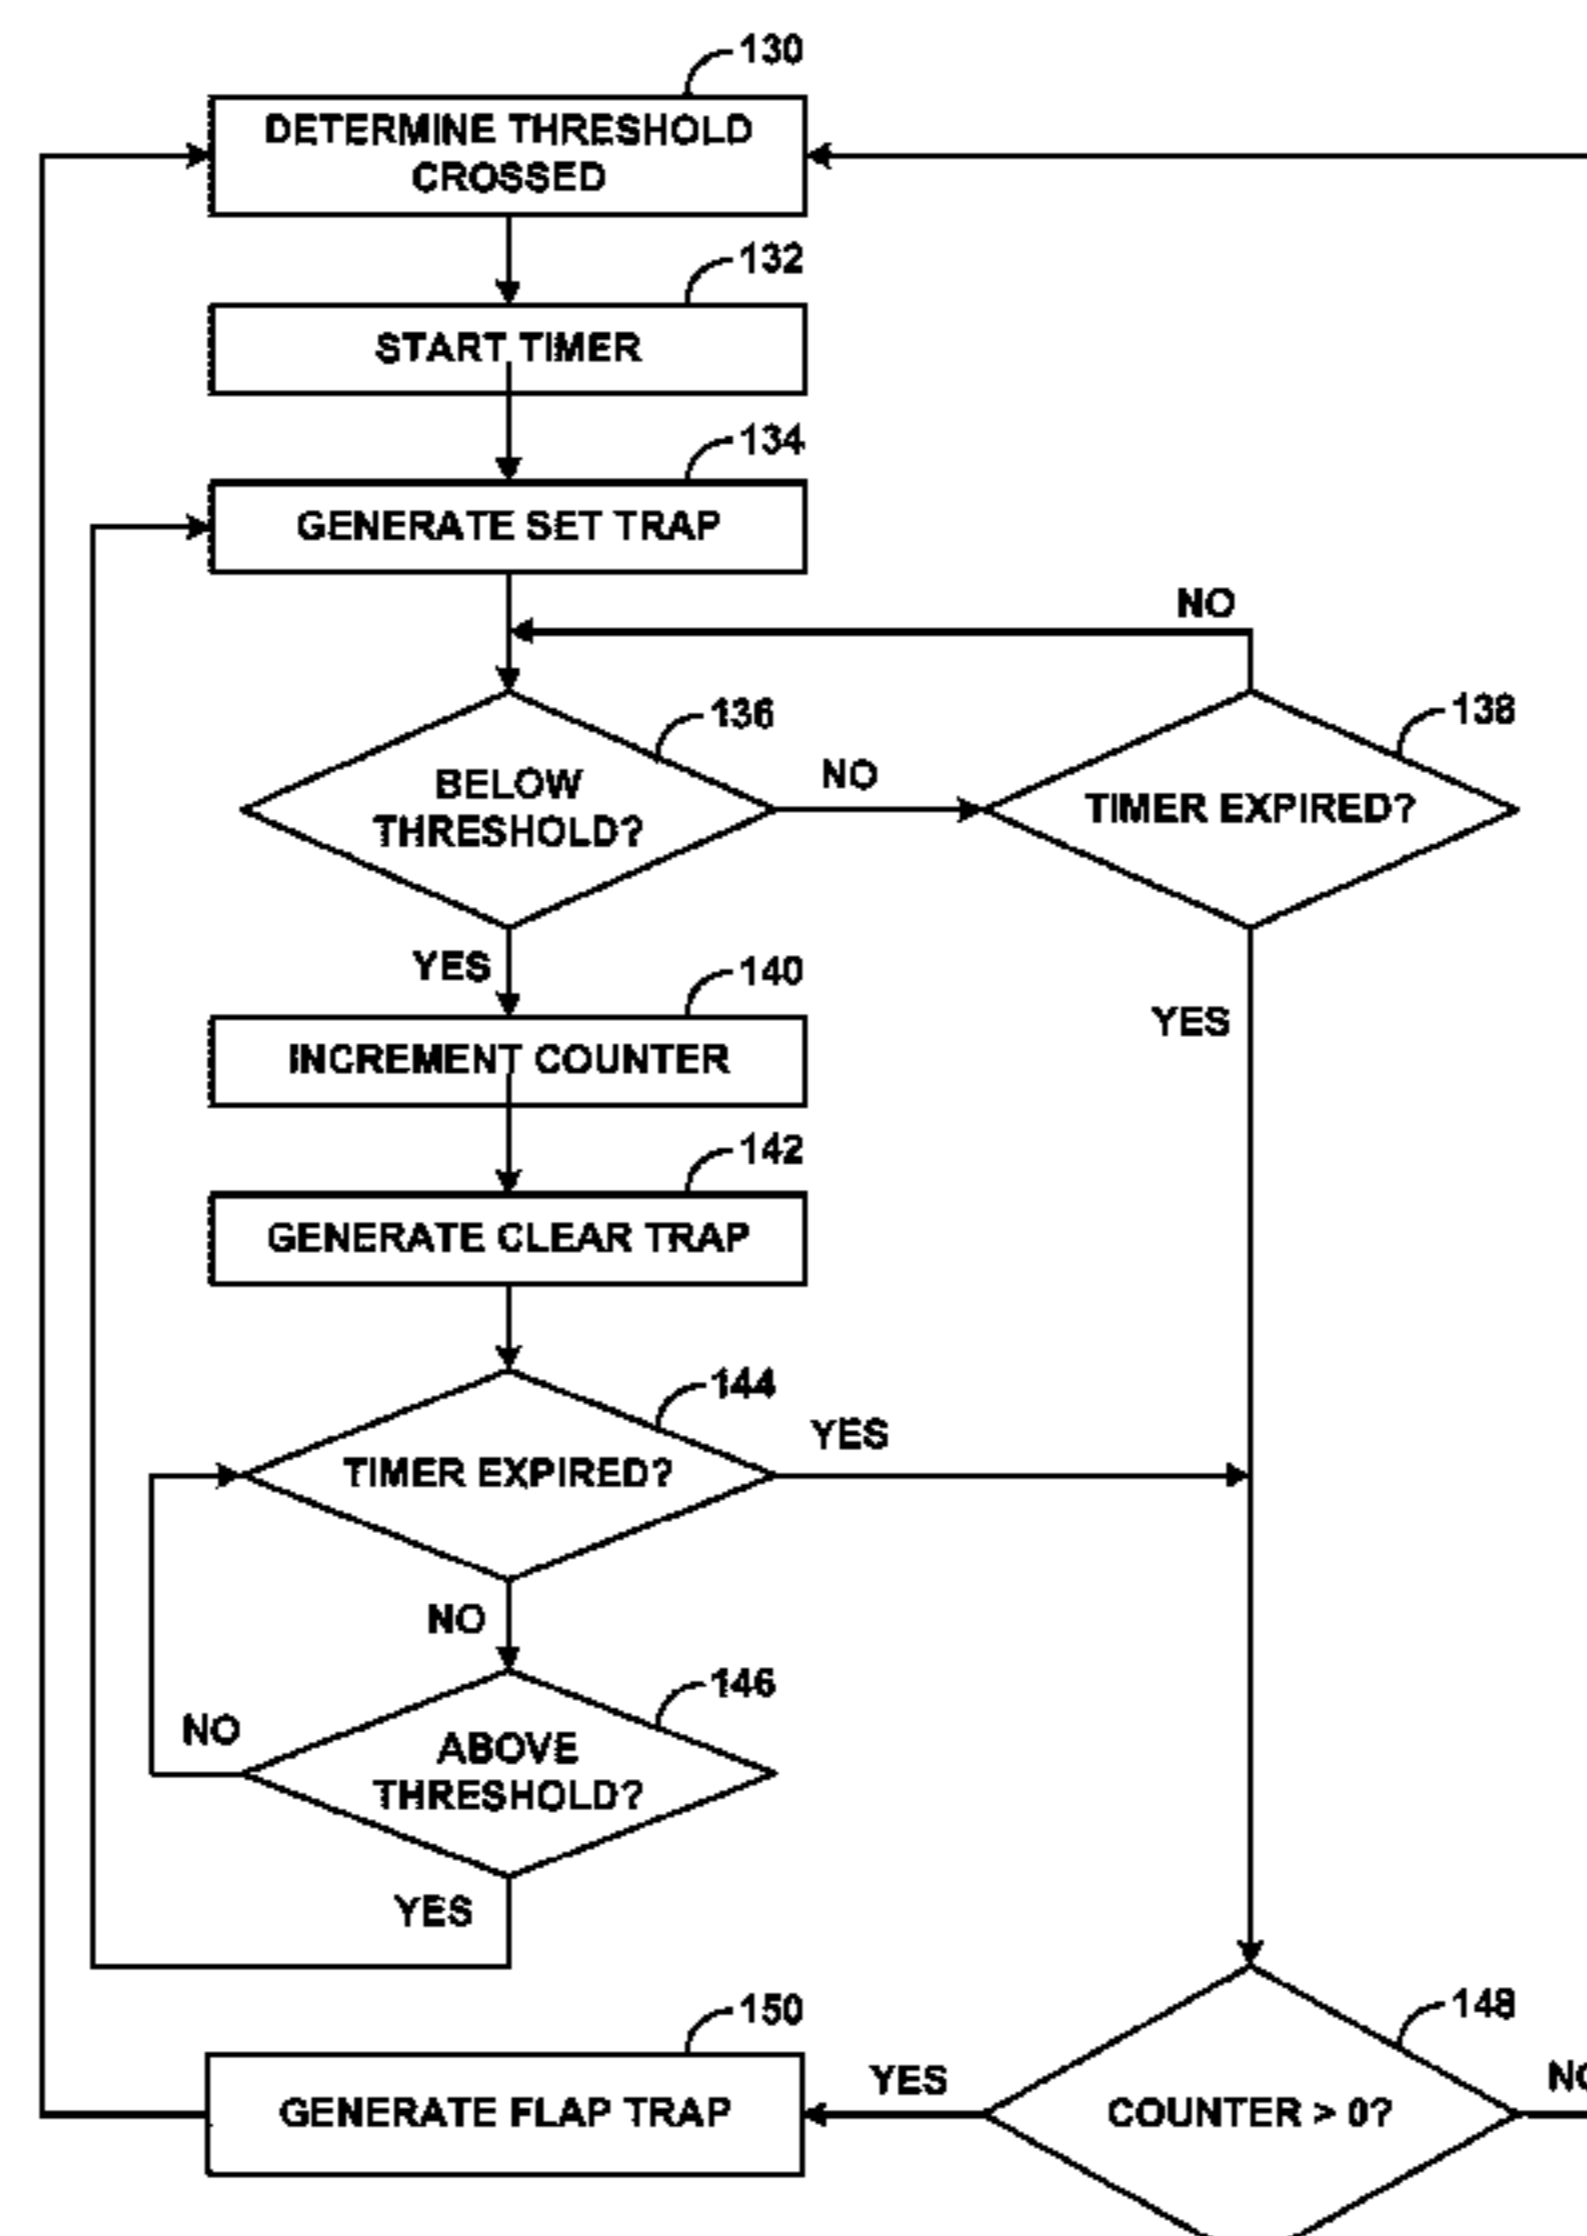 130
DETERMINE THRESHOLD
CROSSED
132
START TIMER
134
GENERATE SET TRAP
NO
136
138
BELOW
THRESHOLD?
NO
TIMER EXPIRED?
YES
140
INCREMENT COUNTER
YES
142
GENERATE CLEAR TRAP
144
TIMER EXPIRED?
YES
NO
146
NO
ABOVE
THRESHOLD?
YES
150
148
GENERATE FLAP TRAP
YES
COUNTER > 0?